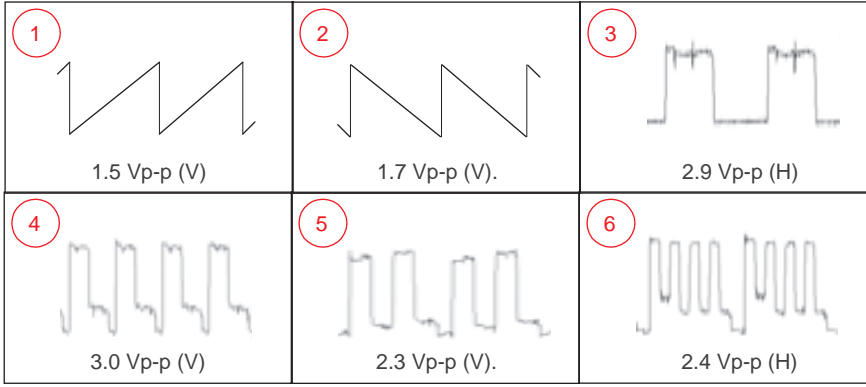 1
2
3
1.5 Vp-p (V)
1.7 Vp-p (V).
2.9 Vp-p (H)
4
5
6
3.0 Vp-p (V)
2.3 Vp-p (V).
2.4 Vp-p (H)